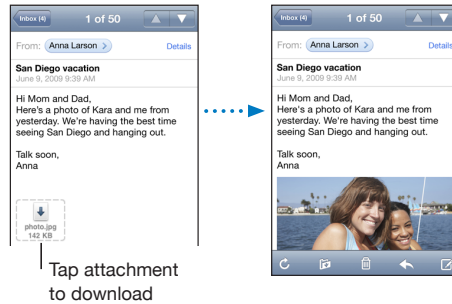 Inbox (4)
1 of 50
From: Anna Larson
Details
San Diego vacation
June 9, 2009 9:39 AM
Hi Mom and Dad,
Here's a photo of Kara and me from
yesterday. We're having the best time
seeing San Diego and hanging out.
Talk soon,
Anna
photo.jpg
142 KB
Tap attachment
to download
Inbox (4)
1 of 50
From: Anna Larson
Details
San Diego vacation
June 9, 2009 9:39 AM
Hi Mom and Dad,
Here's a photo of Kara and me from
yesterday. We're having the best time
seeing San Diego and hanging out.
Talk soon,
Anna